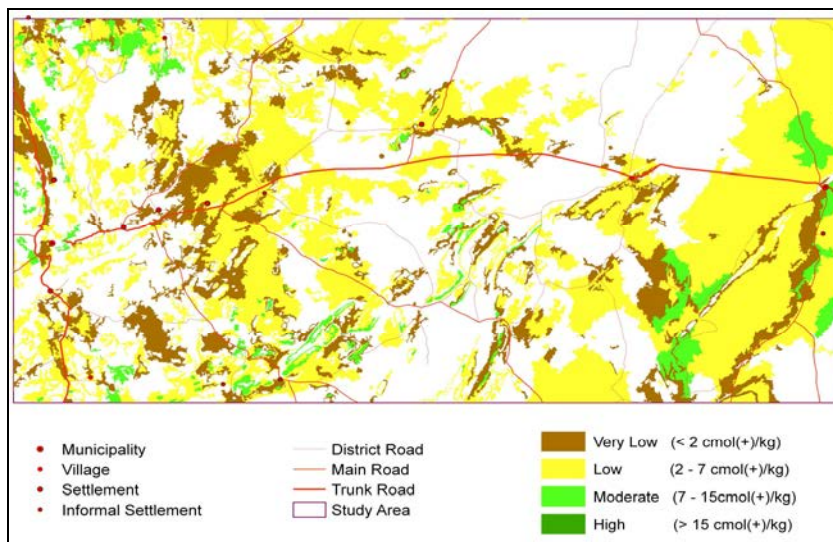 Municipality
Village
Settlement
Informal Settlement
District Road
Main Road
Trunk Road
Study Area
Very Low (< 2 cmol(+)/kg)
Low (2 - 7 cmol(+)/kg)
Moderate (7 - 15cmol(+)/kg)
High (> 15 cmol(+)/kg)